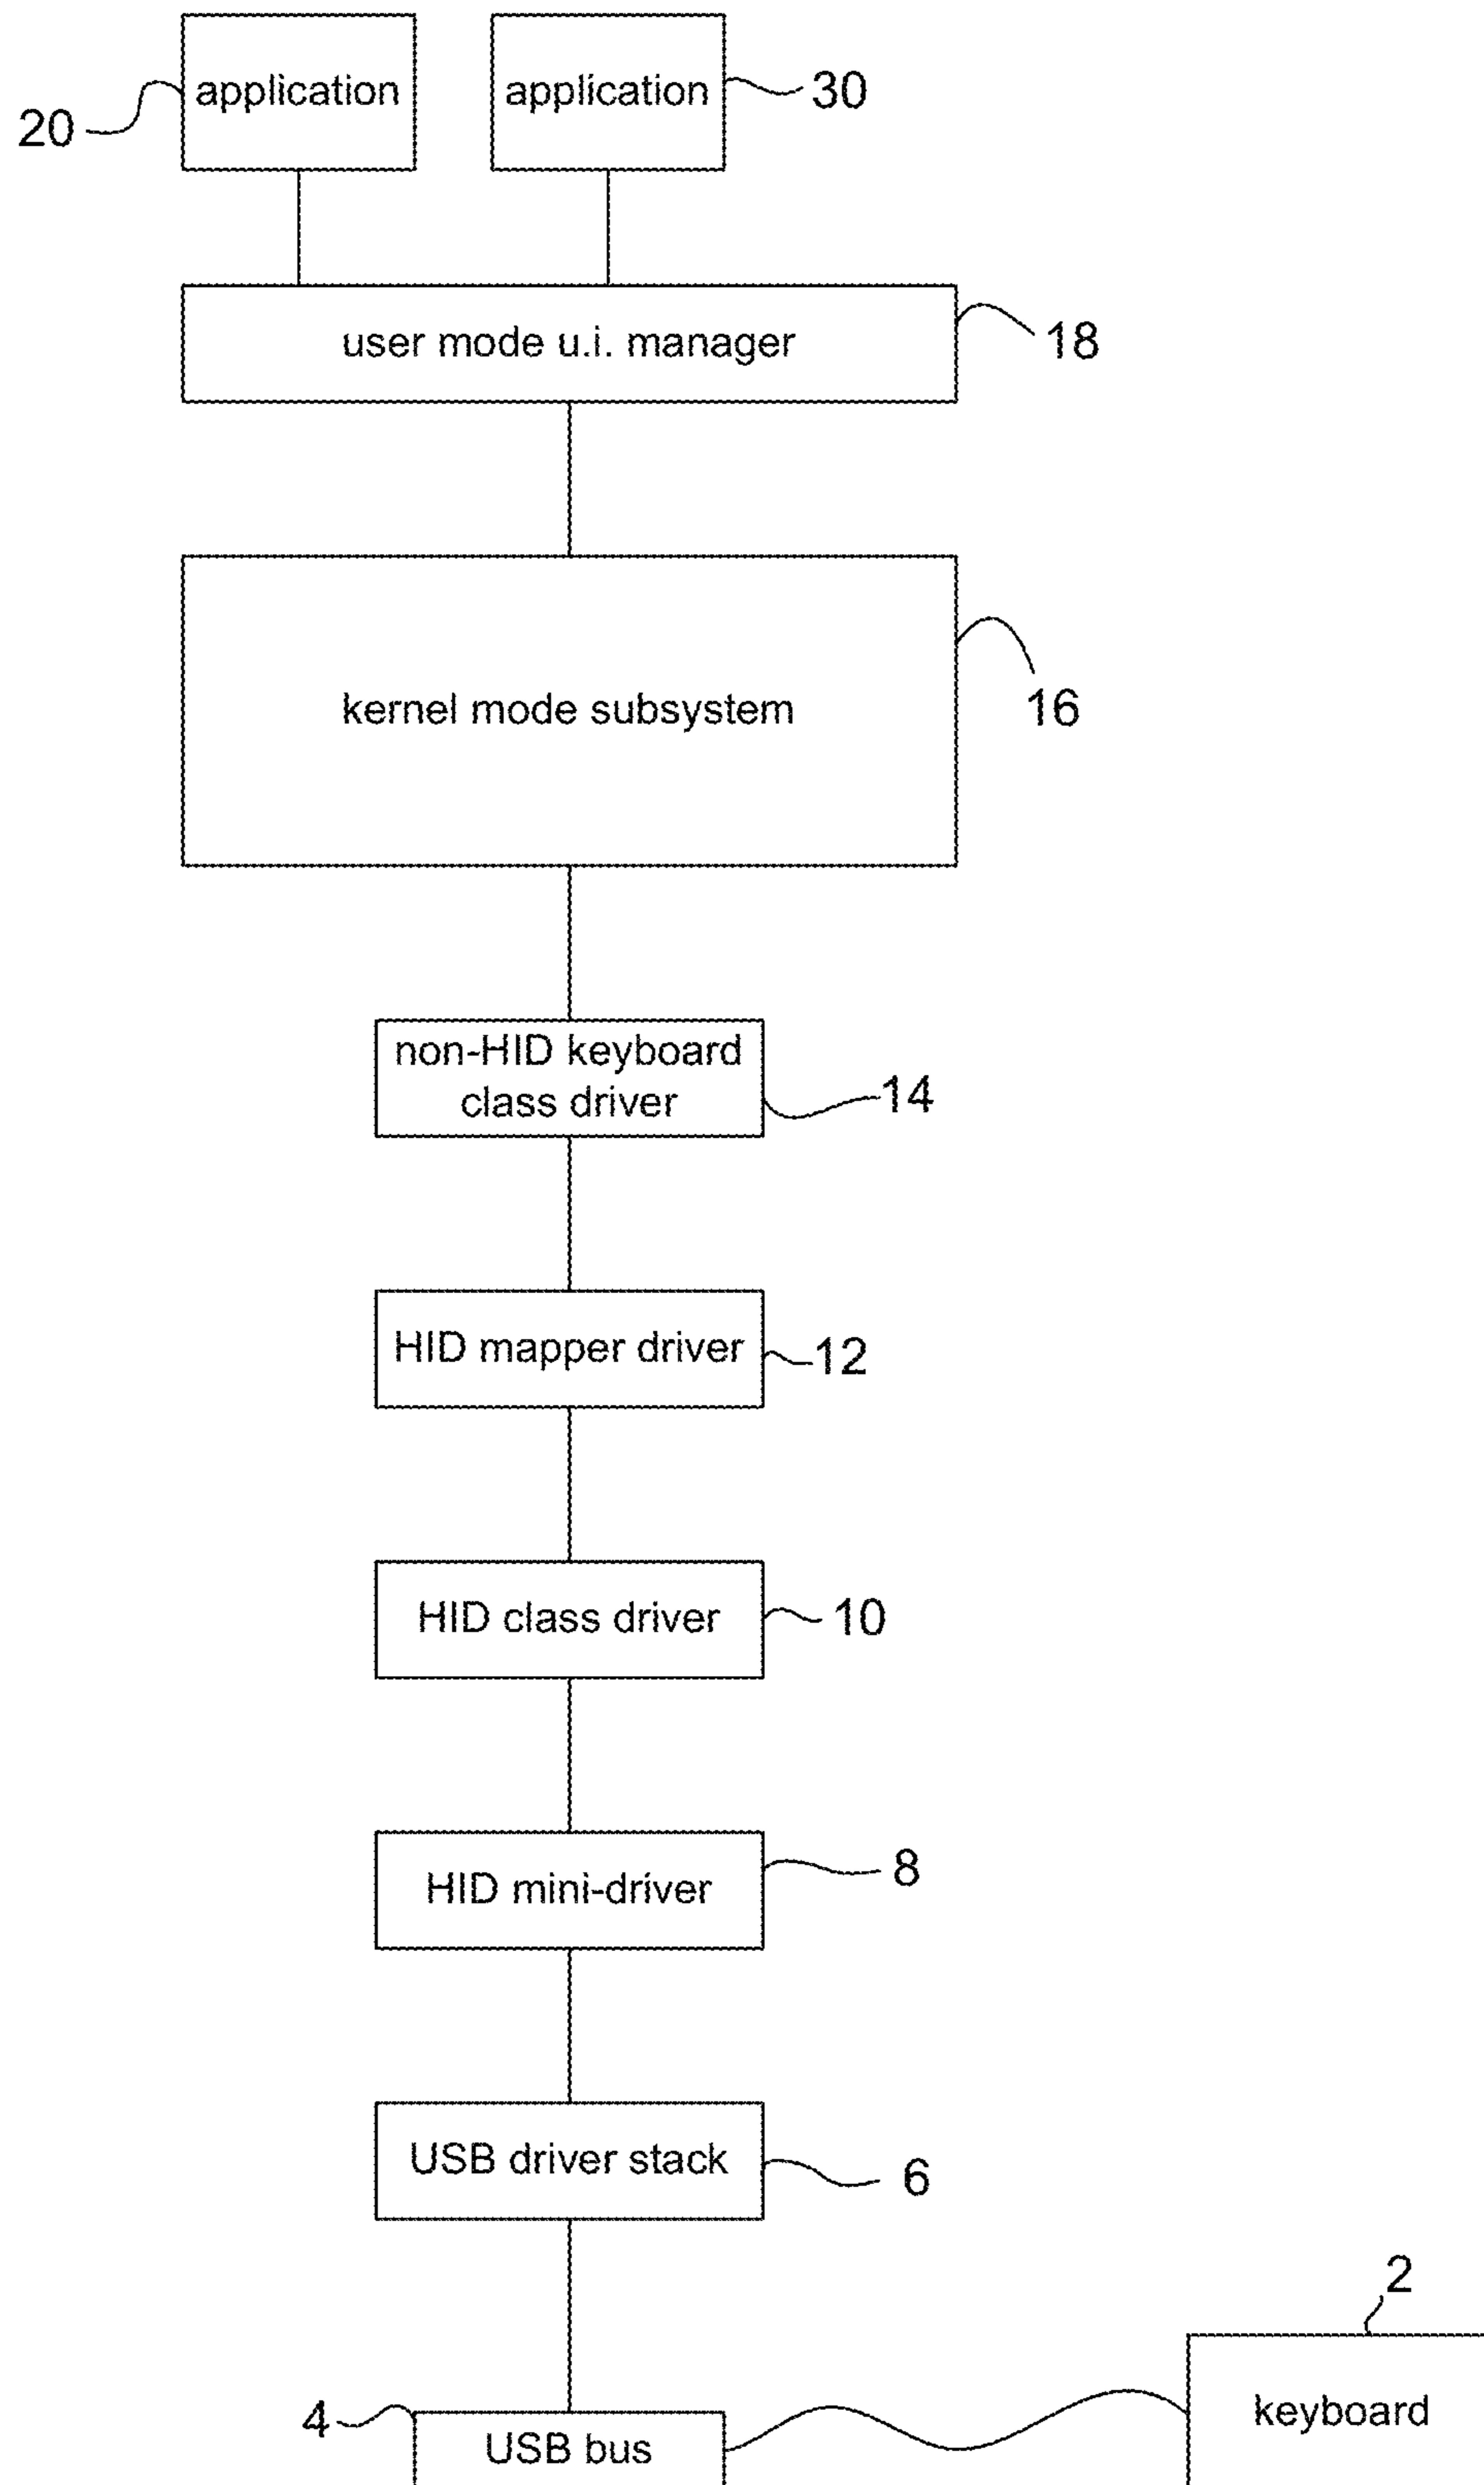 application
application
30
20
user mode u.i. manager
18
kernel mode subsystem
16
non-HID keyboard
class driver
14
HID mapper driver
12
HID class driver
10
HID mini-driver
8
USB driver stack
6
2
keyboard
4
USB bus